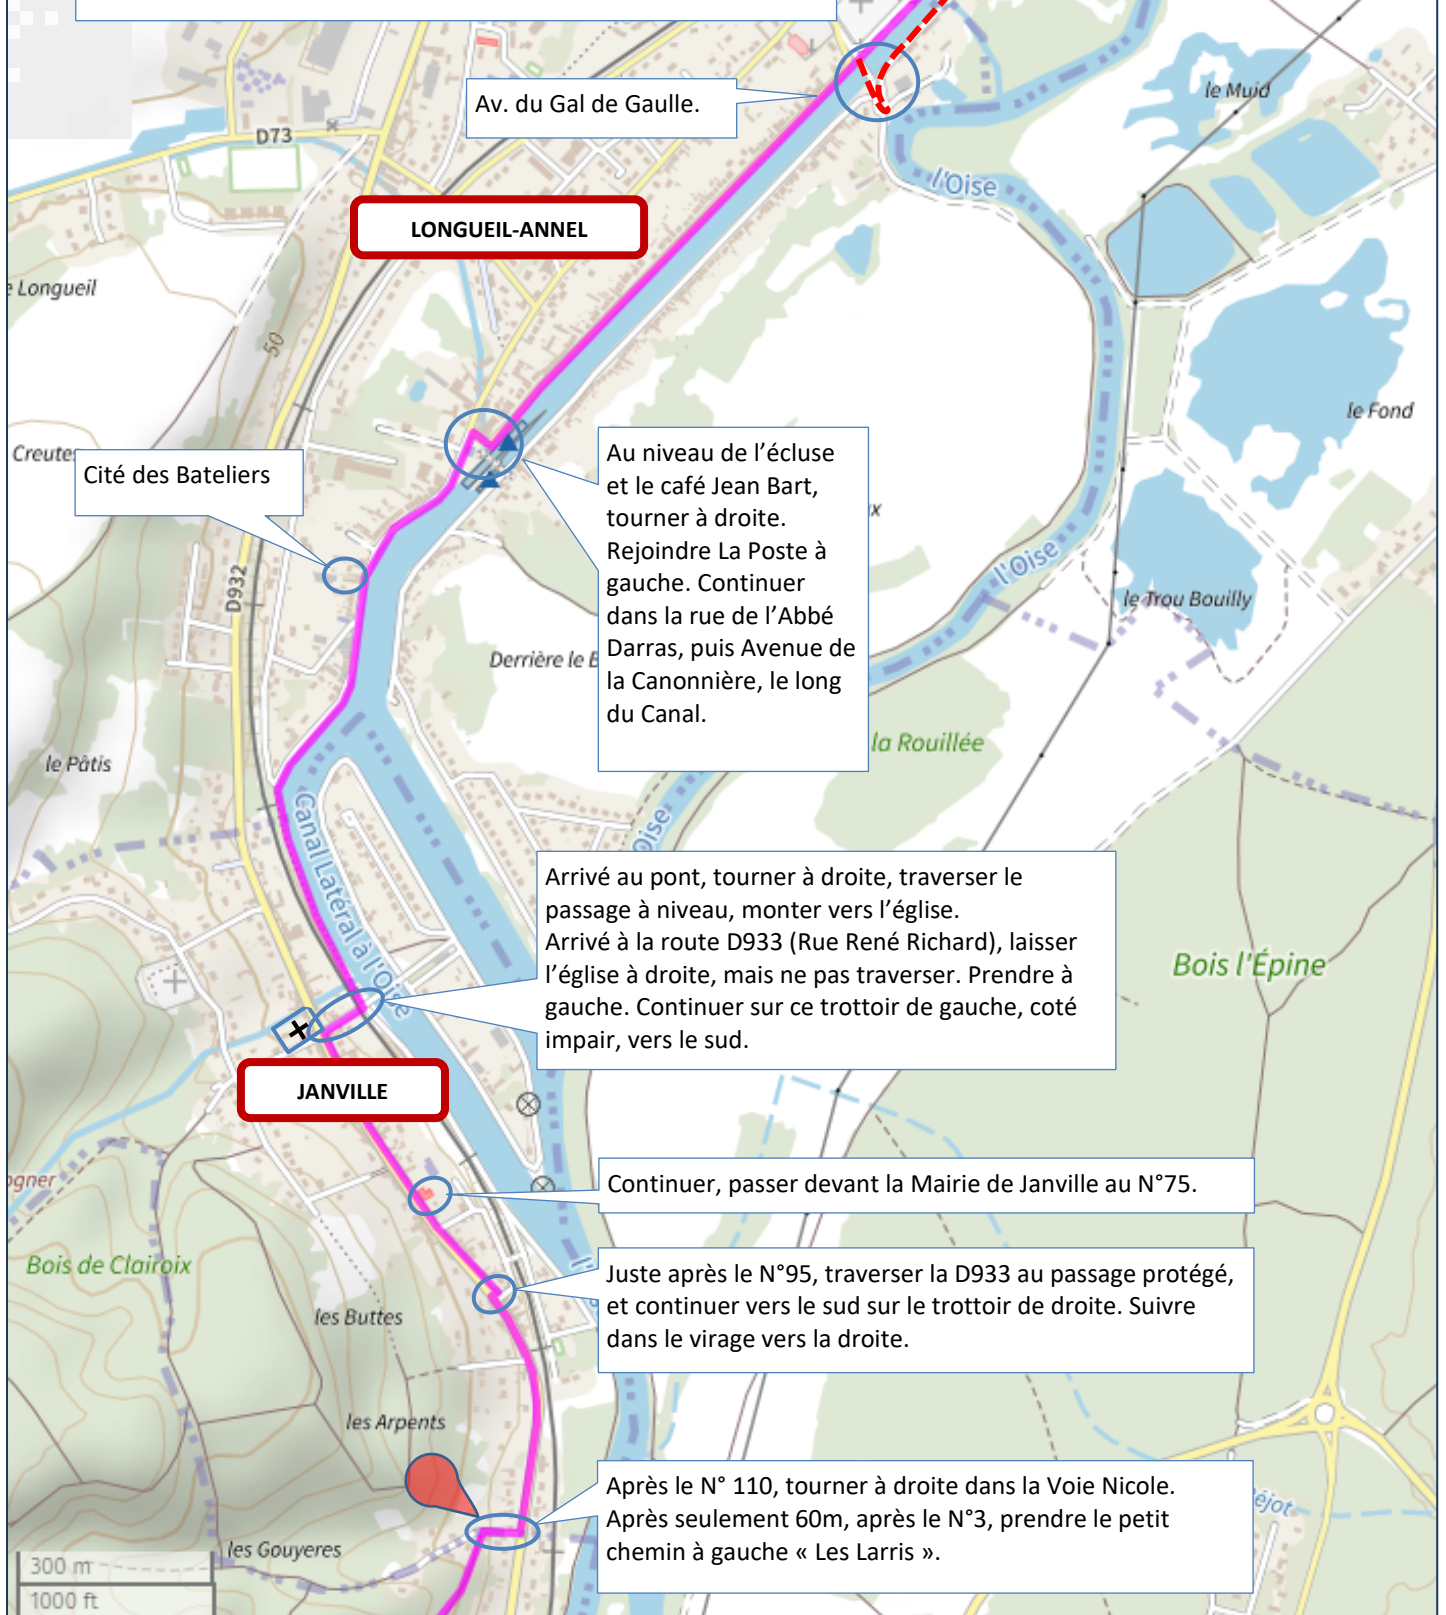 le Muid
Av. du Gal de Gaulle.
D73
l'Oise
LONGUEIL-ANNEL
Longueil
50
le Fond
Creutes
Cité des Bateliers
Au niveau de l’écluse
et le café Jean Bart,
tourner à droite.
Rejoindre La Poste à
gauche. Continuer
dans la rue de l’Abbé
Darras, puis Avenue de
la Canonnière, le long
du Canal.
l'Oise
D932
le Trou Bouilly
Derrière le B
la Rouillée
le Pâtis
Canal Latéral à l'Oise
Oise
Arrivé au pont, tourner à droite, traverser le
passage à niveau, monter vers l’église.
Arrivé à la route D933 (Rue René Richard), laisser
l’église à droite, mais ne pas traverser. Prendre à
gauche. Continuer sur ce trottoir de gauche, coté
impair, vers le sud.
Bois l'Épine
JANVILLE
ogner
Continuer, passer devant la Mairie de Janville au N°75.
Bois de Clairoix
Juste après le N°95, traverser la D933 au passage protégé,
et continuer vers le sud sur le trottoir de droite. Suivre
dans le virage vers la droite.
les Buttes
les Arpents
Après le N° 110, tourner à droite dans la Voie Nicole.
Après seulement 60m, après le N°3, prendre le petit
chemin à gauche « Les Larris ».
éjot
les Gouyeres
300 m
1000 ft